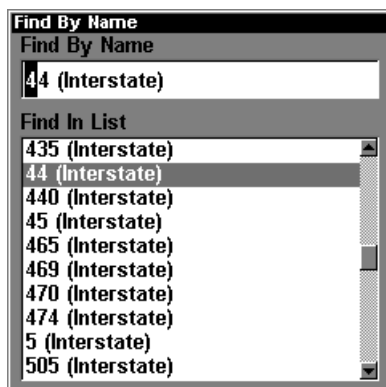 Find By Name
Find By Name
44 (Interstate)
Find In List
435 (Interstate)
44 (Interstate)
440 (Interstate)
45 (Interstate)
465 (Interstate)
469 (Interstate)
470 (Interstate)
474 (Interstate)
5 (Interstate)
505 (Interstate)